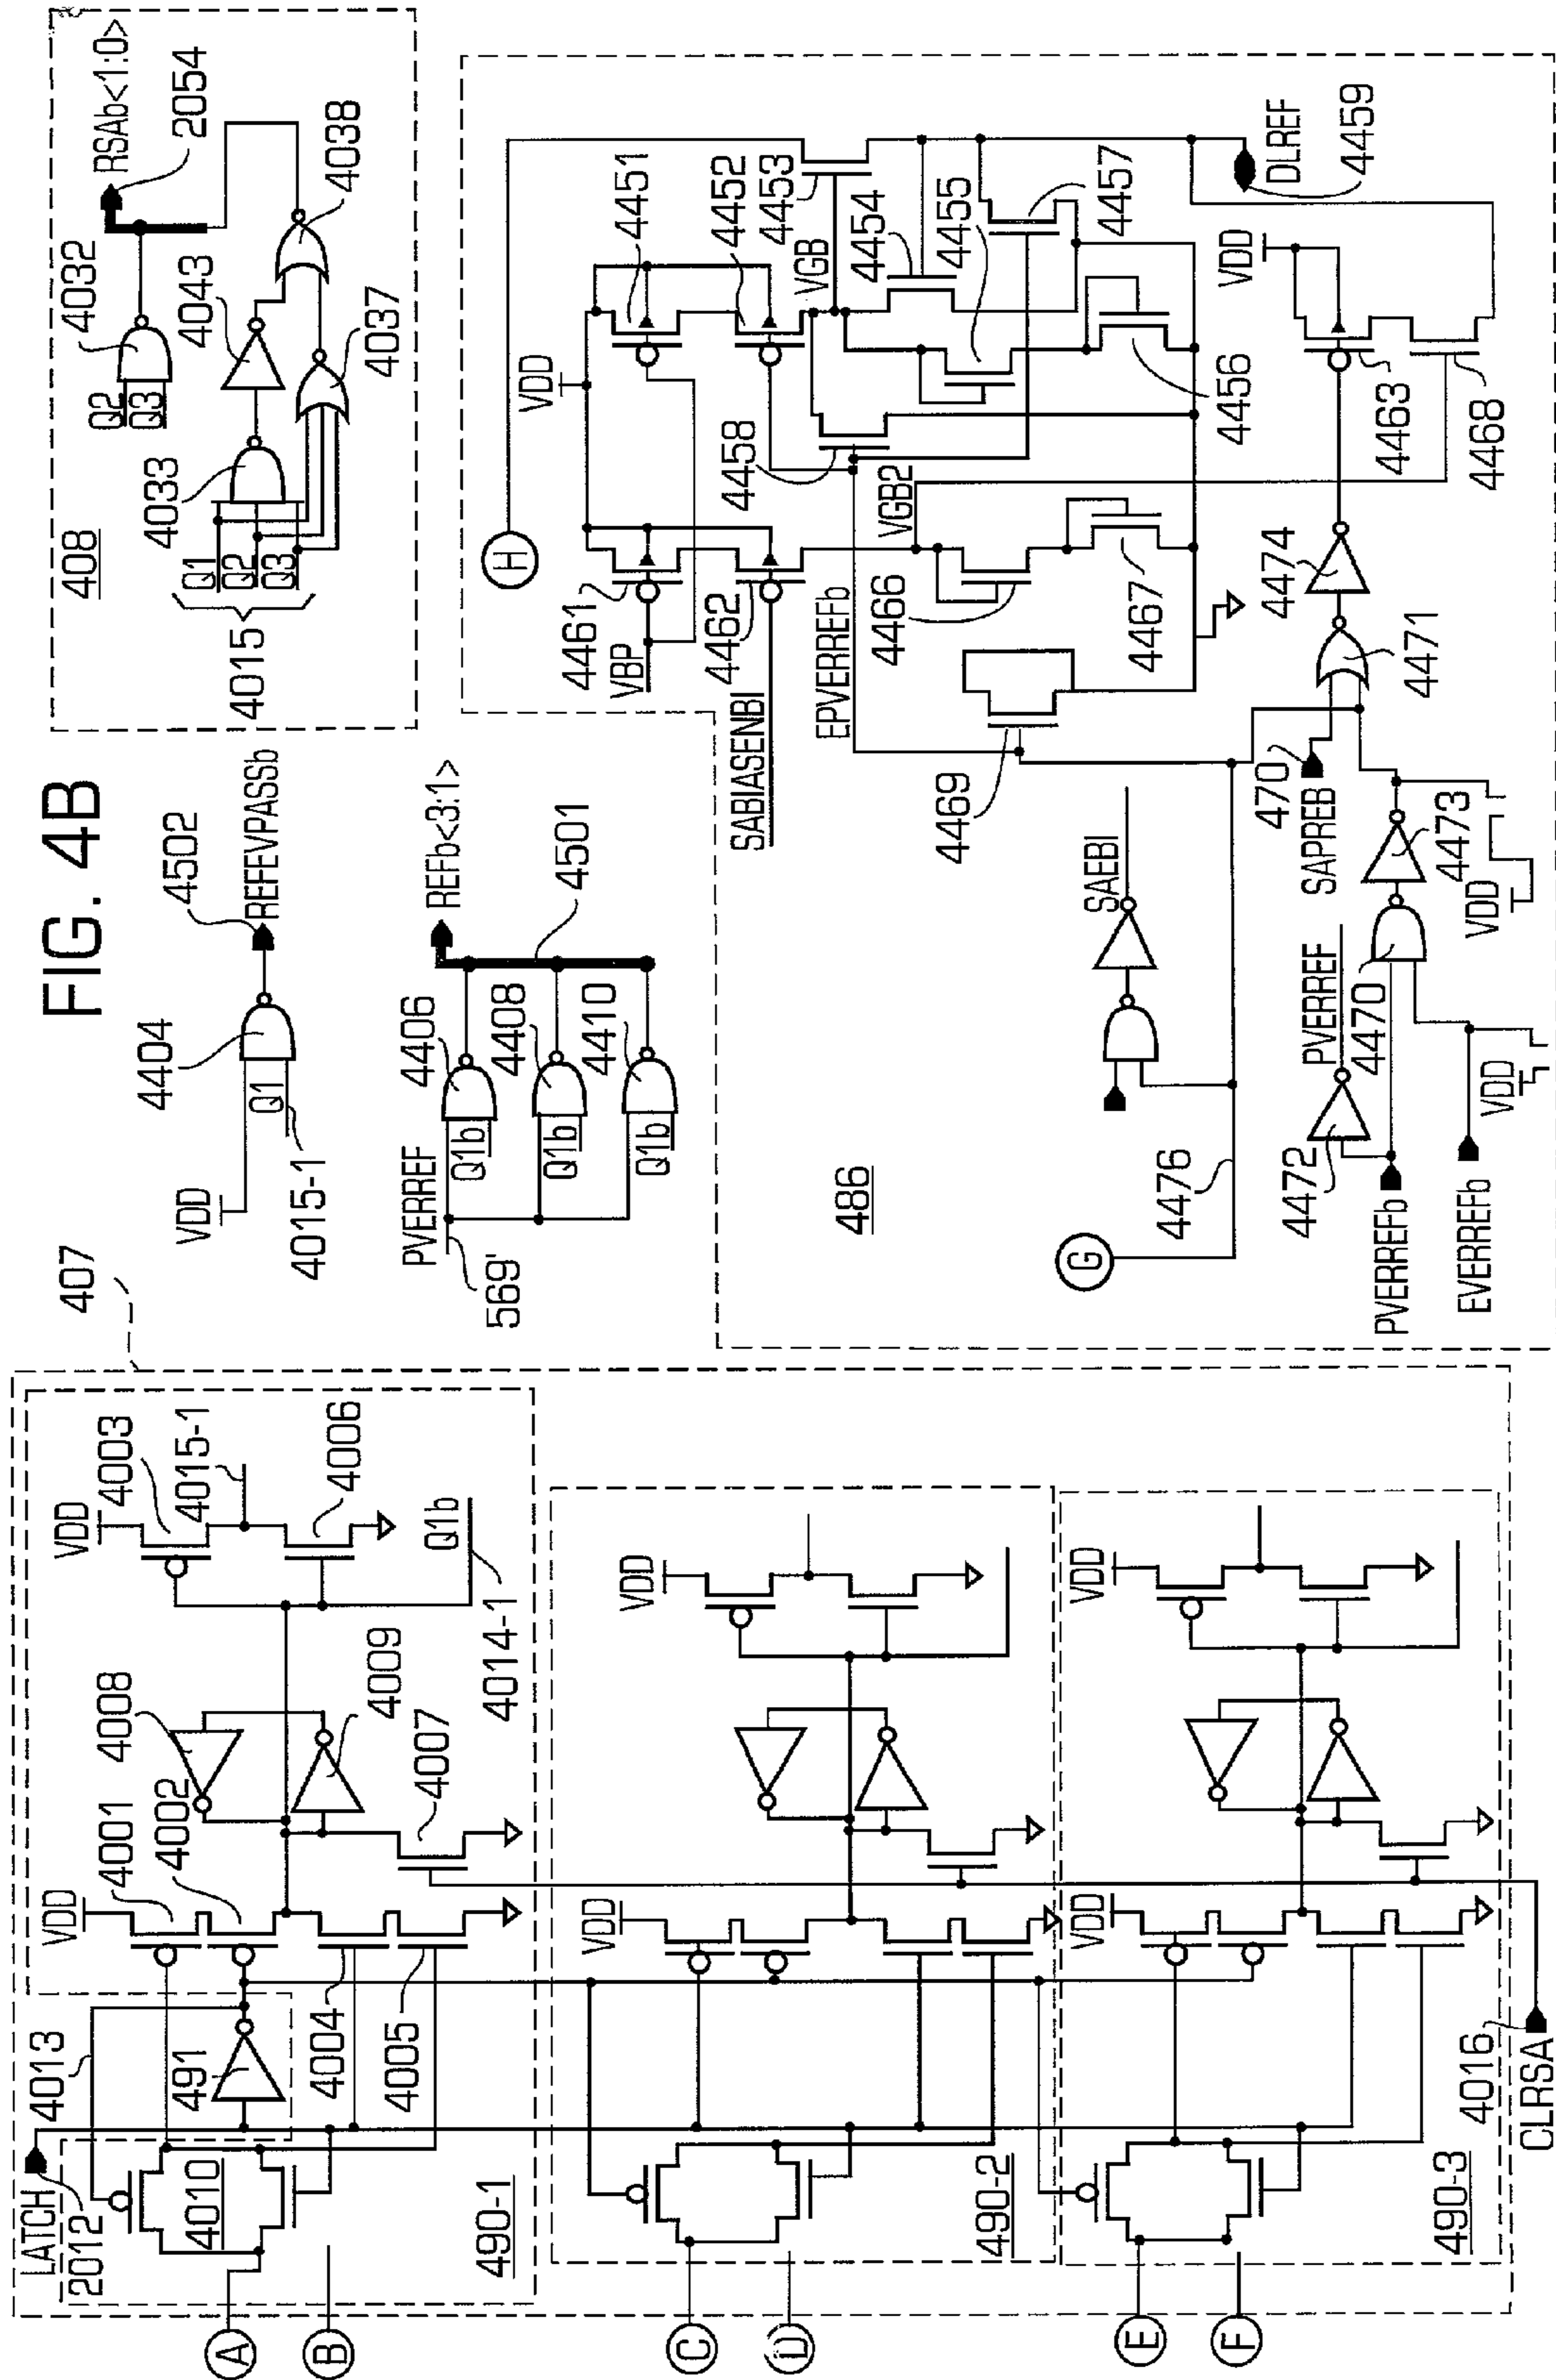 FIG. 4B
407
LATCH
2012
4013
491
4010
A
B
490-1
VDD
4001
4002
4004
4005
4008
4009
4007
VDD
4003
4015-1
4006
Q1b
4014-1
C
D
490-2
VDD
VDD
E
F
490-3
VDD
VDD
4016
CLRSA
VDD
4404
Q1
4015-1
4502
REFEVPASSb
PVERREF
569'
Q1b
Q1b
Q1b
4406
4408
4410
REFb<3:1>
4501
408
Q1
Q2
Q3
4015
4033
Q2
Q3
4032
4043
4037
4038
RSAb<1:0>
2054
486
H
VDD
4461
VBP
4462
SABIASENBI
EPVERREFb
4451
4452
VGB
4453
4454
4455
4457
4458
VGB2
4456
4466
4467
4469
SAEBI
G
4476
470
SAPREB
4471
4474
VDD
4463
4468
DLREF
4459
PVERREF
4472
4470
4473
VDD
VDD
PVERREFb
EVERREFb